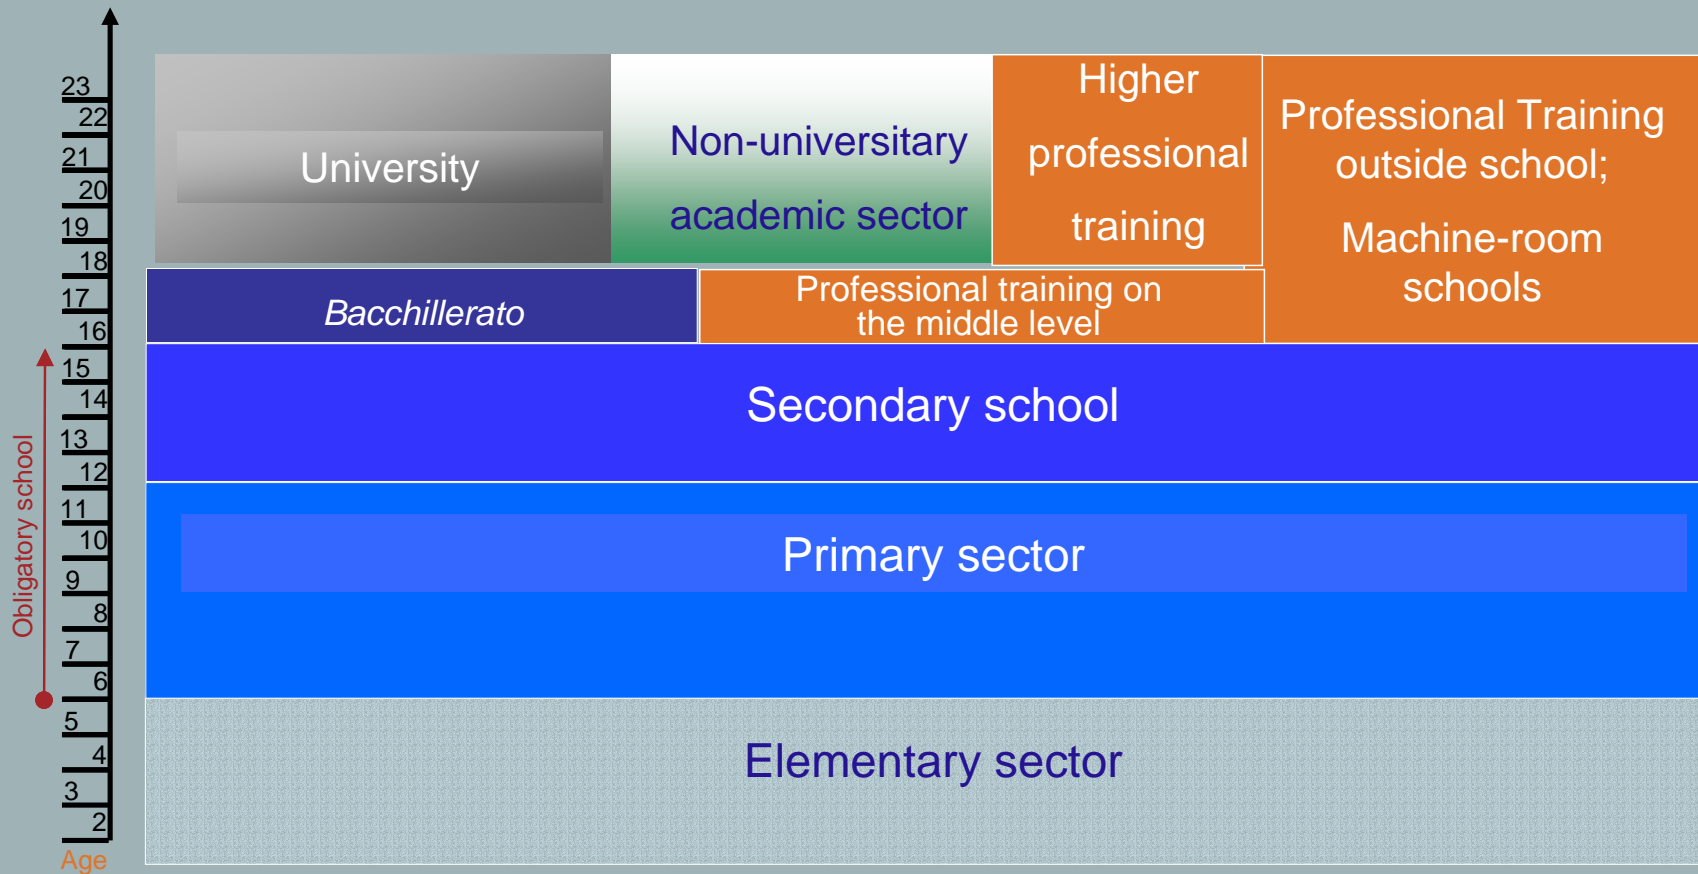 23
22
21
20
19
18
17
16
15
14
13
12
11
10
9
8
7
6
5
4
3
2
Age
Obligatory school
University
Non-universitary
academic sector
Higher
professional
training
Professional Training
outside school;
Machine-room
schools
Bacchillerato
Professional training on
the middle level
Secondary school
Primary sector
Elementary sector